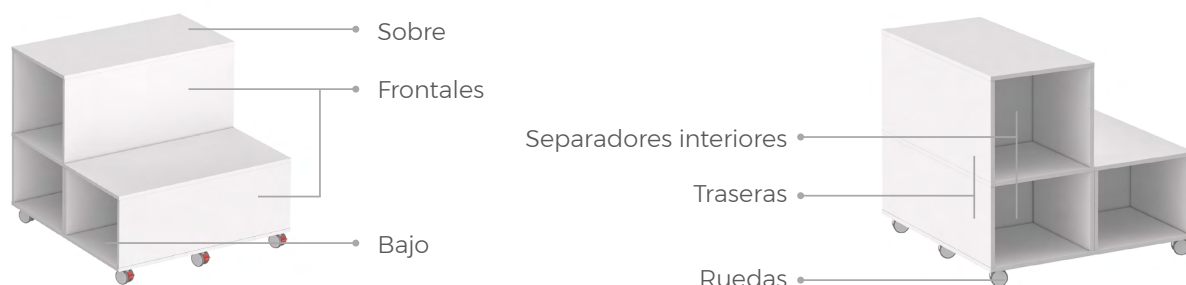 Sobre
Frontales
Bajo
Separadores interiores
Traseras
Ruedas